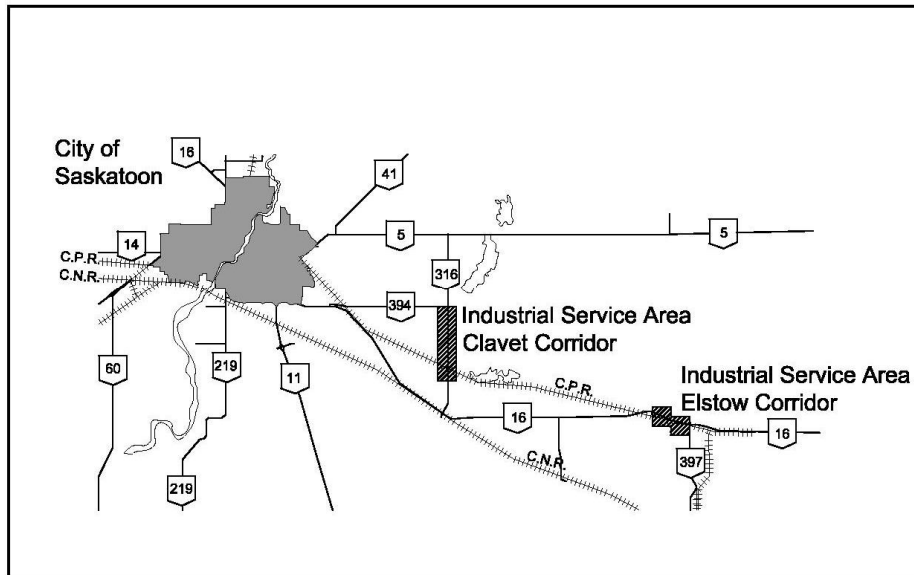 City of
Saskatoon
16
41
14
5
5
C.P.R.
C.N.R.
316
394
Industrial Service Area
Clavet Corridor
60
219
11
C.P.R.
Industrial Service Area
Elstow Corridor
16
16
C.N.R.
397
219